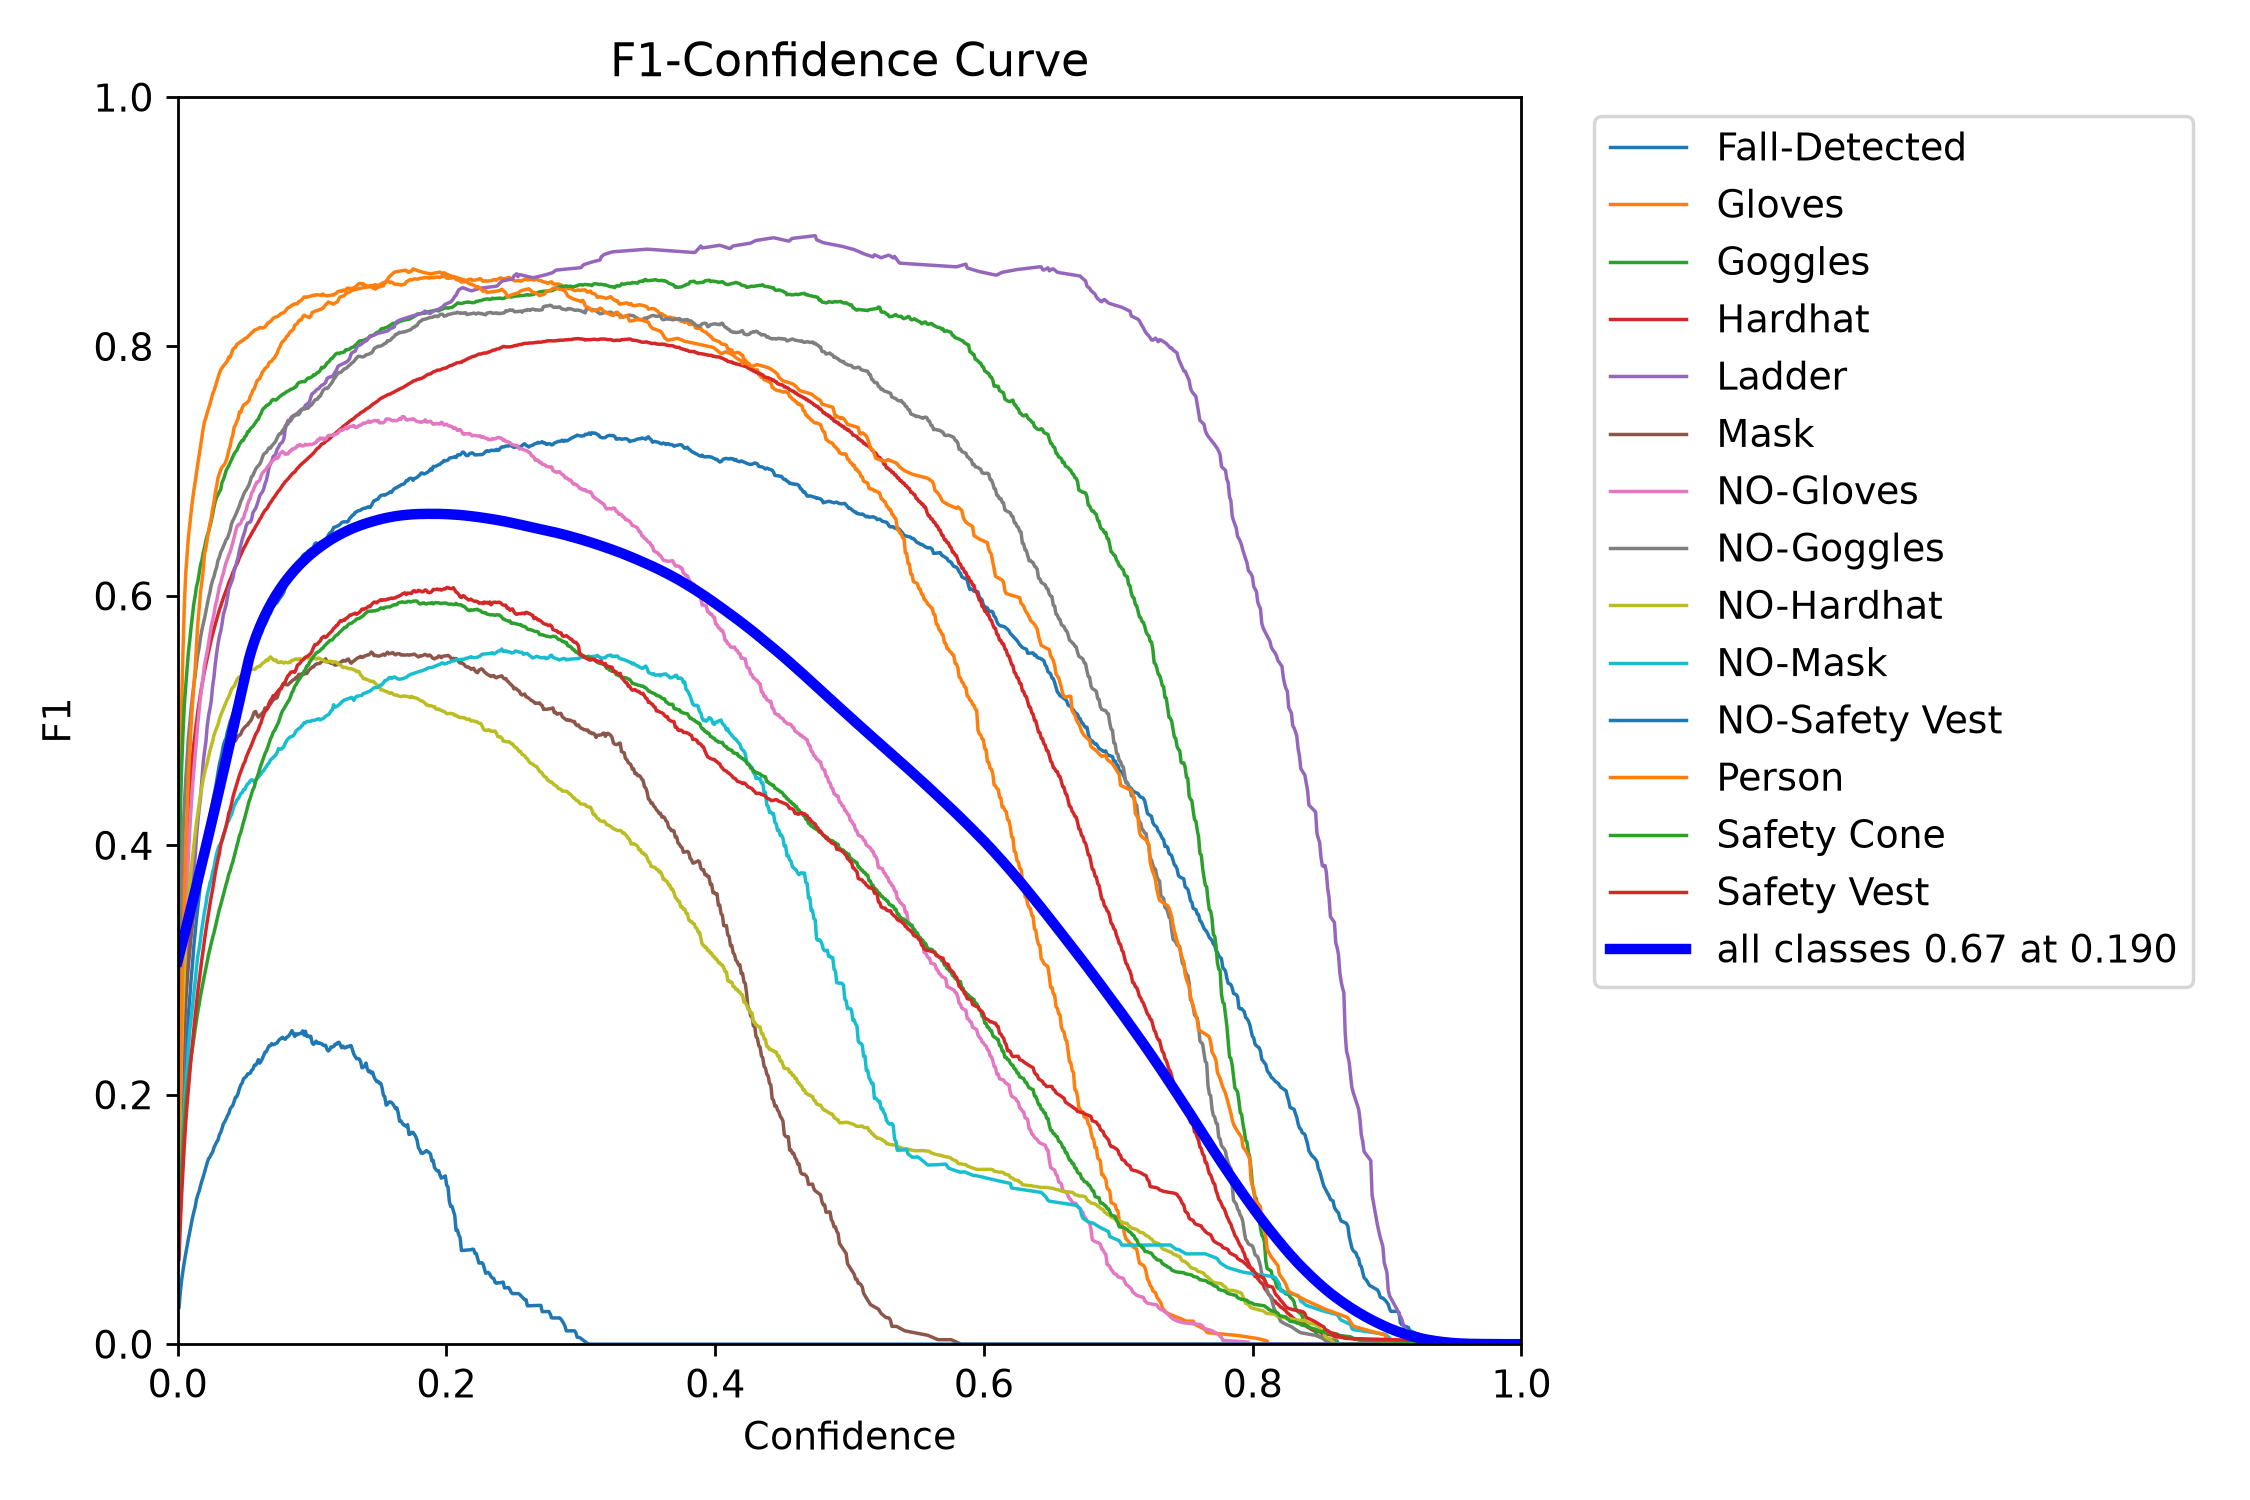 F1-Confidence Curve
1.0
0.8
0.6
0.4
0.2
0.0
F1
0.0 0.2 0.4 0.6 0.8 1.0
Confidence
Fall-Detected
Gloves
Goggles
Hardhat
Ladder
Mask
NO-Gloves
NO-Goggles
NO-Hardhat
NO-Mask
NO-Safety Vest
Person
Safety Cone
Safety Vest
all classes 0.67 at 0.190